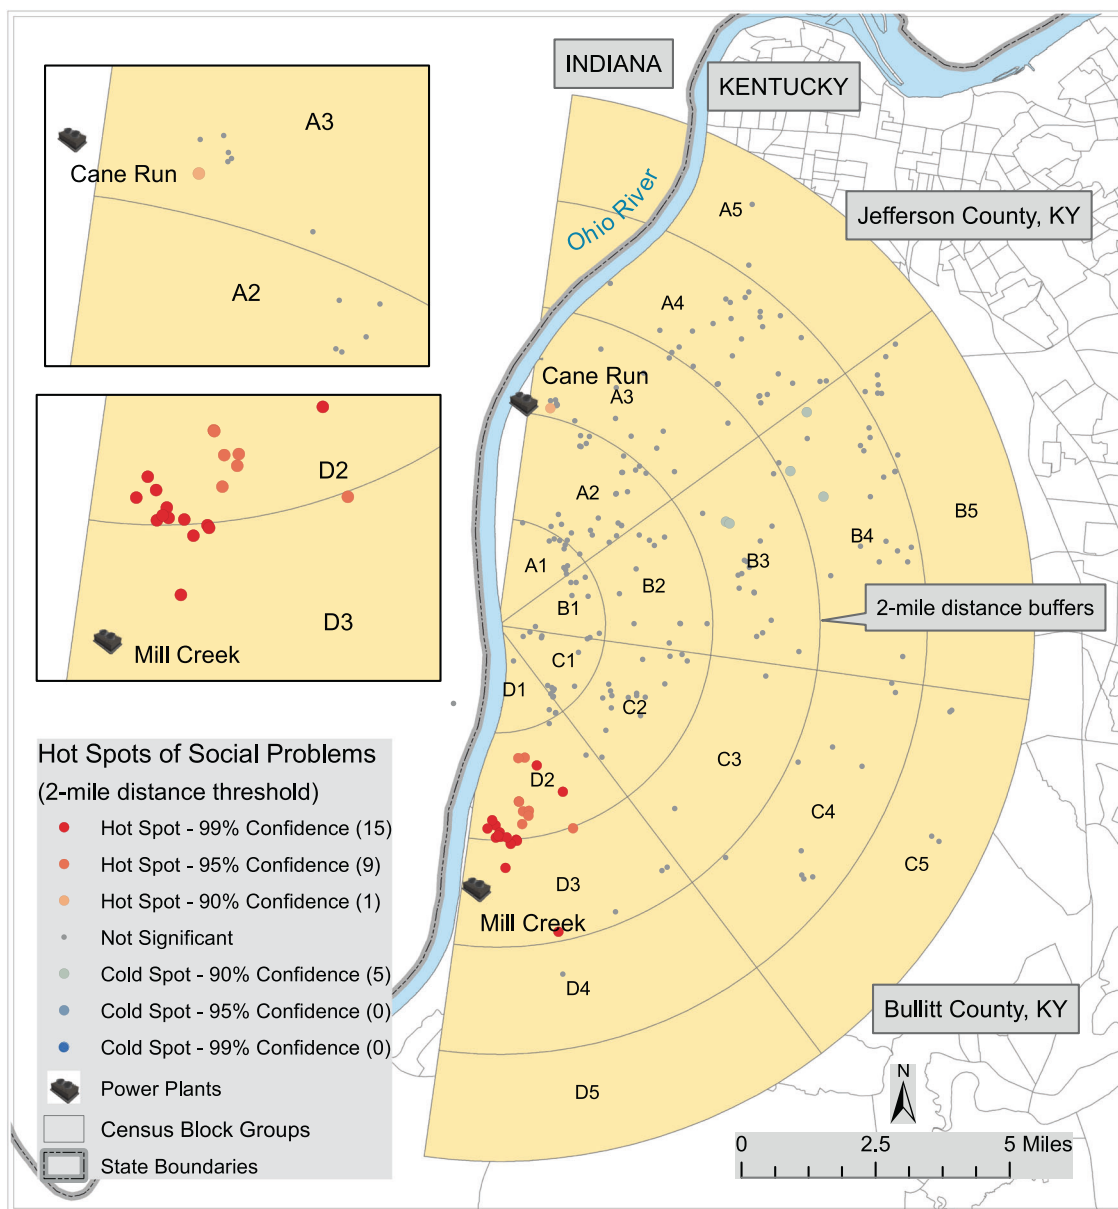 INDIANA
KENTUCKY
Jefferson County, KY
Ohio River
A3
Cane Run
A2
D2
D3
Mill Creek
A5
A4
Cane Run
A3
A2
A1
B1
B2
B3
B4
B5
2-mile distance buffers
C1
D1
C2
C3
C4
C5
D2
D3
Mill Creek
D4
D5
Bullitt County, KY
Hot Spots of Social Problems
(2-mile distance threshold)
Hot Spot - 99% Confidence (15)
Hot Spot - 95% Confidence (9)
Hot Spot - 90% Confidence (1)
Not Significant
Cold Spot - 90% Confidence (5)
Cold Spot - 95% Confidence (0)
Cold Spot - 99% Confidence (0)
Power Plants
Census Block Groups
State Boundaries
N
0 2.5 5 Miles